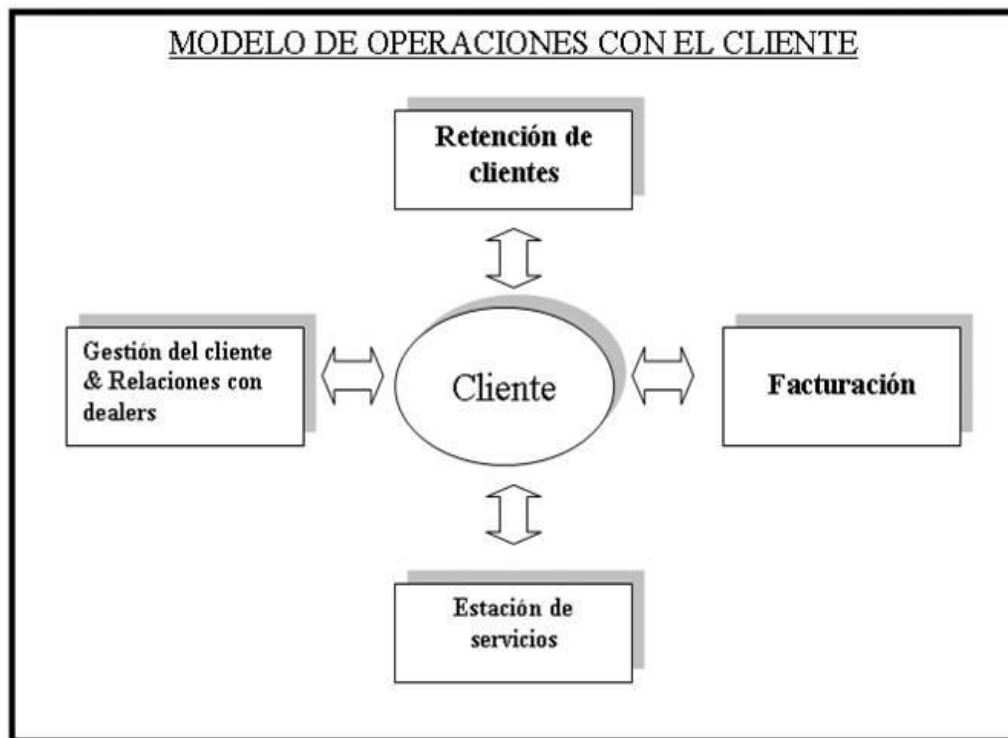 MODELO DE OPERACIONES CON EL CLIENTE
Retención de
clientes
Gestión del cliente
& Relaciones con
dealers
Cliente
Facturación
Estación de
servicios